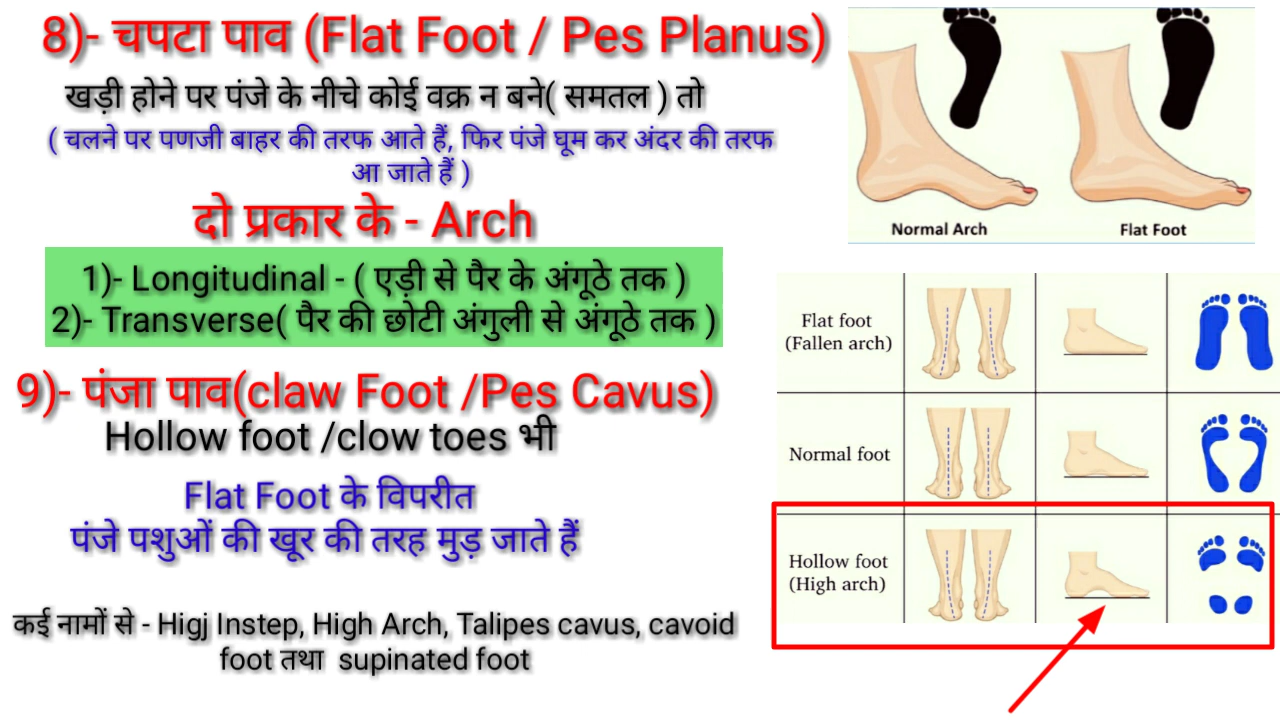 8)- चपटा पाव (Flat Foot / Pes Planus)
खड़ी होने पर पंजे के नीचे कोई वक्र न बने( समतल ) तो
( चलने पर पणजी बाहर की तरफ आते हैं, फिर पंजे घूम कर अंदर की तरफ
आ जाते हैं )
दो प्रकार के - Arch
1)- Longitudinal - ( एड़ी से पैर के अंगूठे तक )
2)- Transverse( पैर की छोटी अंगुली से अंगूठे तक )
9)- पंजा पाव(claw Foot /Pes Cavus)
Hollow foot /clow toes भी
Flat Foot के विपरीत
पंजे पशुओं की खूर की तरह मुड़ जाते हैं
कई नामों से - Higj Instep, High Arch, Talipes cavus, cavoid
foot तथा supinated foot
Normal Arch
Flat Foot
Flat foot
(Fallen arch)
Normal foot
Hollow foot
(High arch)